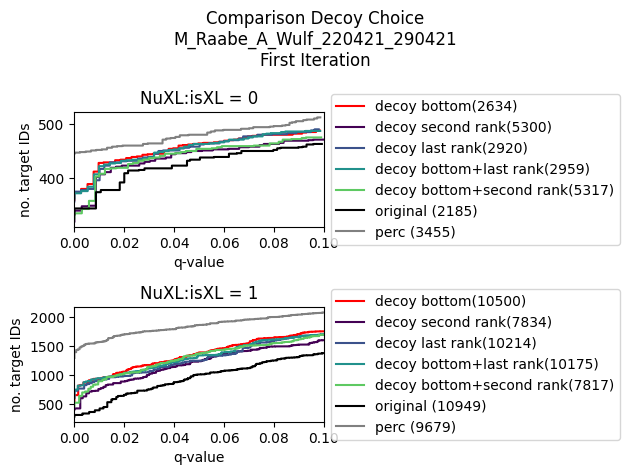 Comparison Decoy Choice
M_Raabe_A_Wulf_220421_290421
First Iteration
NuXL:isXL = 0
no. target IDs
500
400
0.00 0.02 0.04 0.06 0.08 0.10
q-value
decoy bottom(2634)
decoy second rank(5300)
decoy last rank(2920)
decoy bottom+last rank(2959)
decoy bottom+second rank(5317)
original (2185)
perc (3455)
NuXL:isXL = 1
no. target IDs
2000
1500
1000
500
0.00 0.02 0.04 0.06 0.08 0.10
q-value
decoy bottom(10500)
decoy second rank(7834)
decoy last rank(10214)
decoy bottom+last rank(10175)
decoy bottom+second rank(7817)
original (10949)
perc (9679)